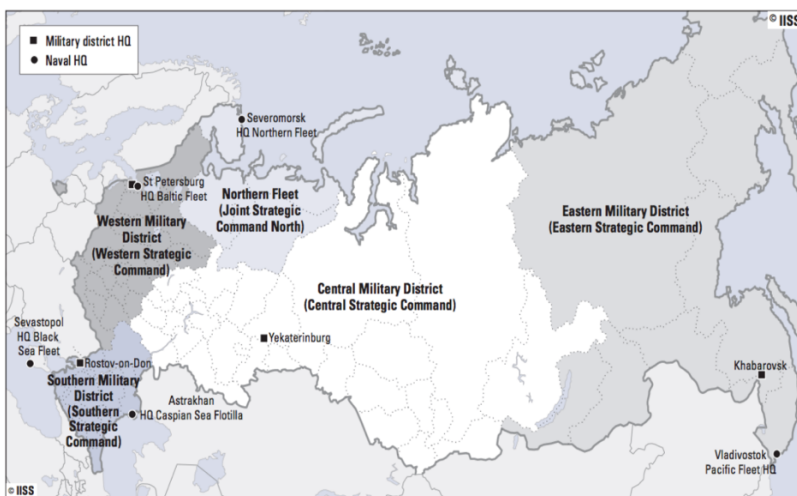 © IISS
Military district HQ
Naval HQ
Severomorsk
HQ Northern Fleet
St Petersburg
HQ Baltic Fleet
Northern Fleet
(Joint Strategic
Command North)
Western Military
District
(Western Strategic
Command)
Eastern Military District
(Eastern Strategic Command)
Central Military District
(Central Strategic Command)
Sevastopol
HQ Black
Sea Fleet
Yekaterinburg
Rostov-on-Don
Southern Military
District
(Southern
Strategic
Command)
Astrakhan
HQ Caspian Sea Flotilla
Khabarovsk
Vladivostok
Pacific Fleet HQ
© IISS